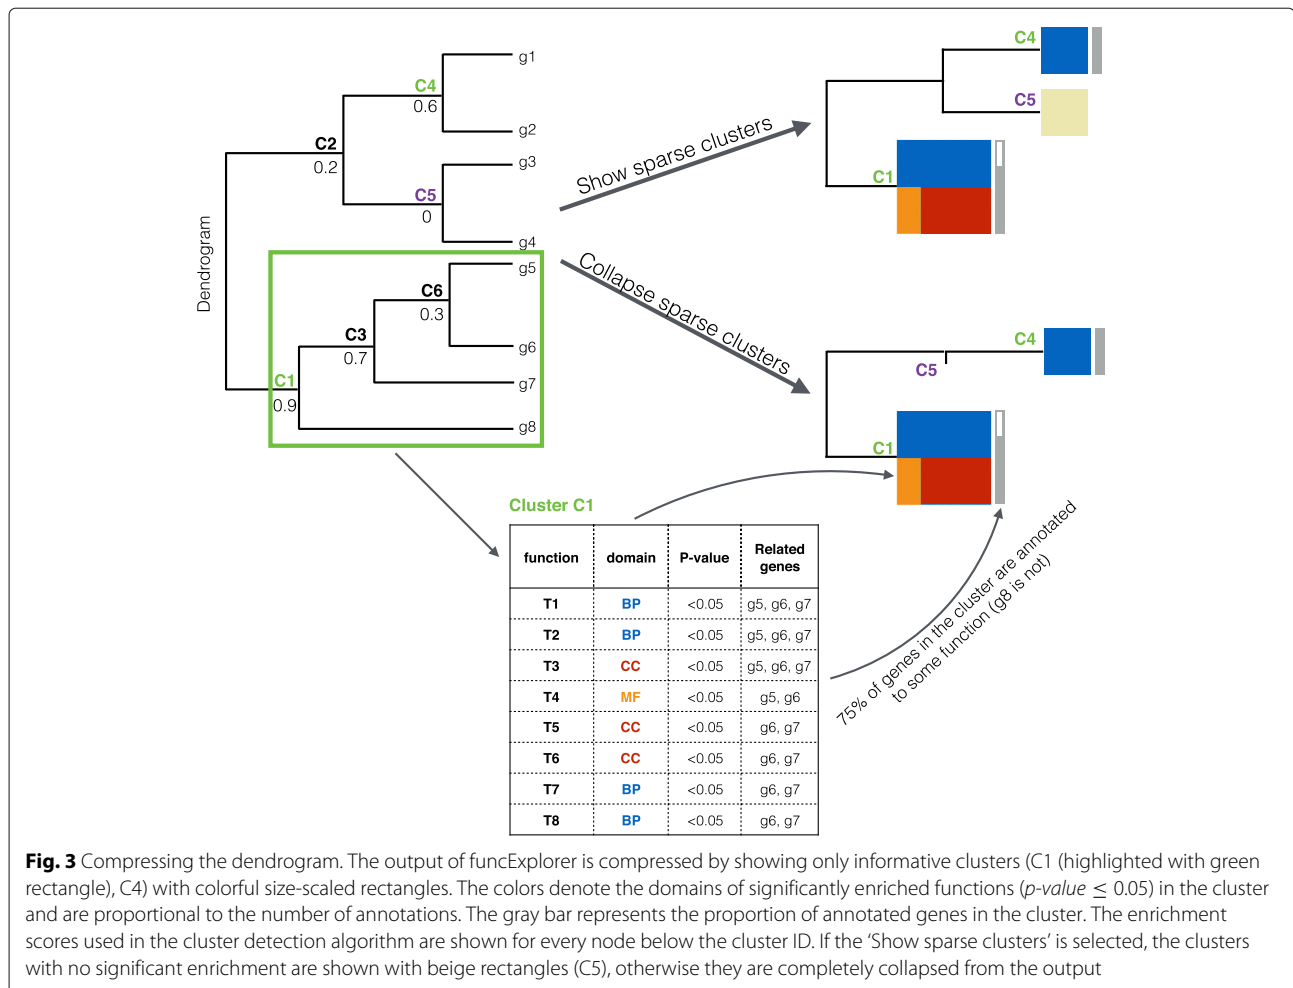 Dendrogram
g1
C4
0.6
g2
C2
0.2
g3
C5
0
g4
g5
C6
0.3
C3
g6
0.7
g7
C1
0.9
g8
Show sparse clusters
Collapse sparse clusters
C4
C5
C1
C4
C5
C1
75% of genes in the cluster are annotated
to some function (g8 is not)
Cluster C1
function domain P-value Related genes
T1 BP <0.05 g5, g6, g7
T2 BP <0.05 g5, g6, g7
T3 CC <0.05 g5, g6, g7
T4 MF <0.05 g5, g6
T5 CC <0.05 g6, g7
T6 CC <0.05 g6, g7
T7 BP <0.05 g6, g7
T8 BP <0.05 g6, g7
Fig. 3 Compressing the dendrogram. The output of funcExplorer is compressed by showing only informative clusters (C1 (highlighted with green
rectangle), C4) with colorful size-scaled rectangles. The colors denote the domains of significantly enriched functions (p-value ≤ 0.05) in the cluster
and are proportional to the number of annotations. The gray bar represents the proportion of annotated genes in the cluster. The enrichment
scores used in the cluster detection algorithm are shown for every node below the cluster ID. If the ‘Show sparse clusters’ is selected, the clusters
with no significant enrichment are shown with beige rectangles (C5), otherwise they are completely collapsed from the output